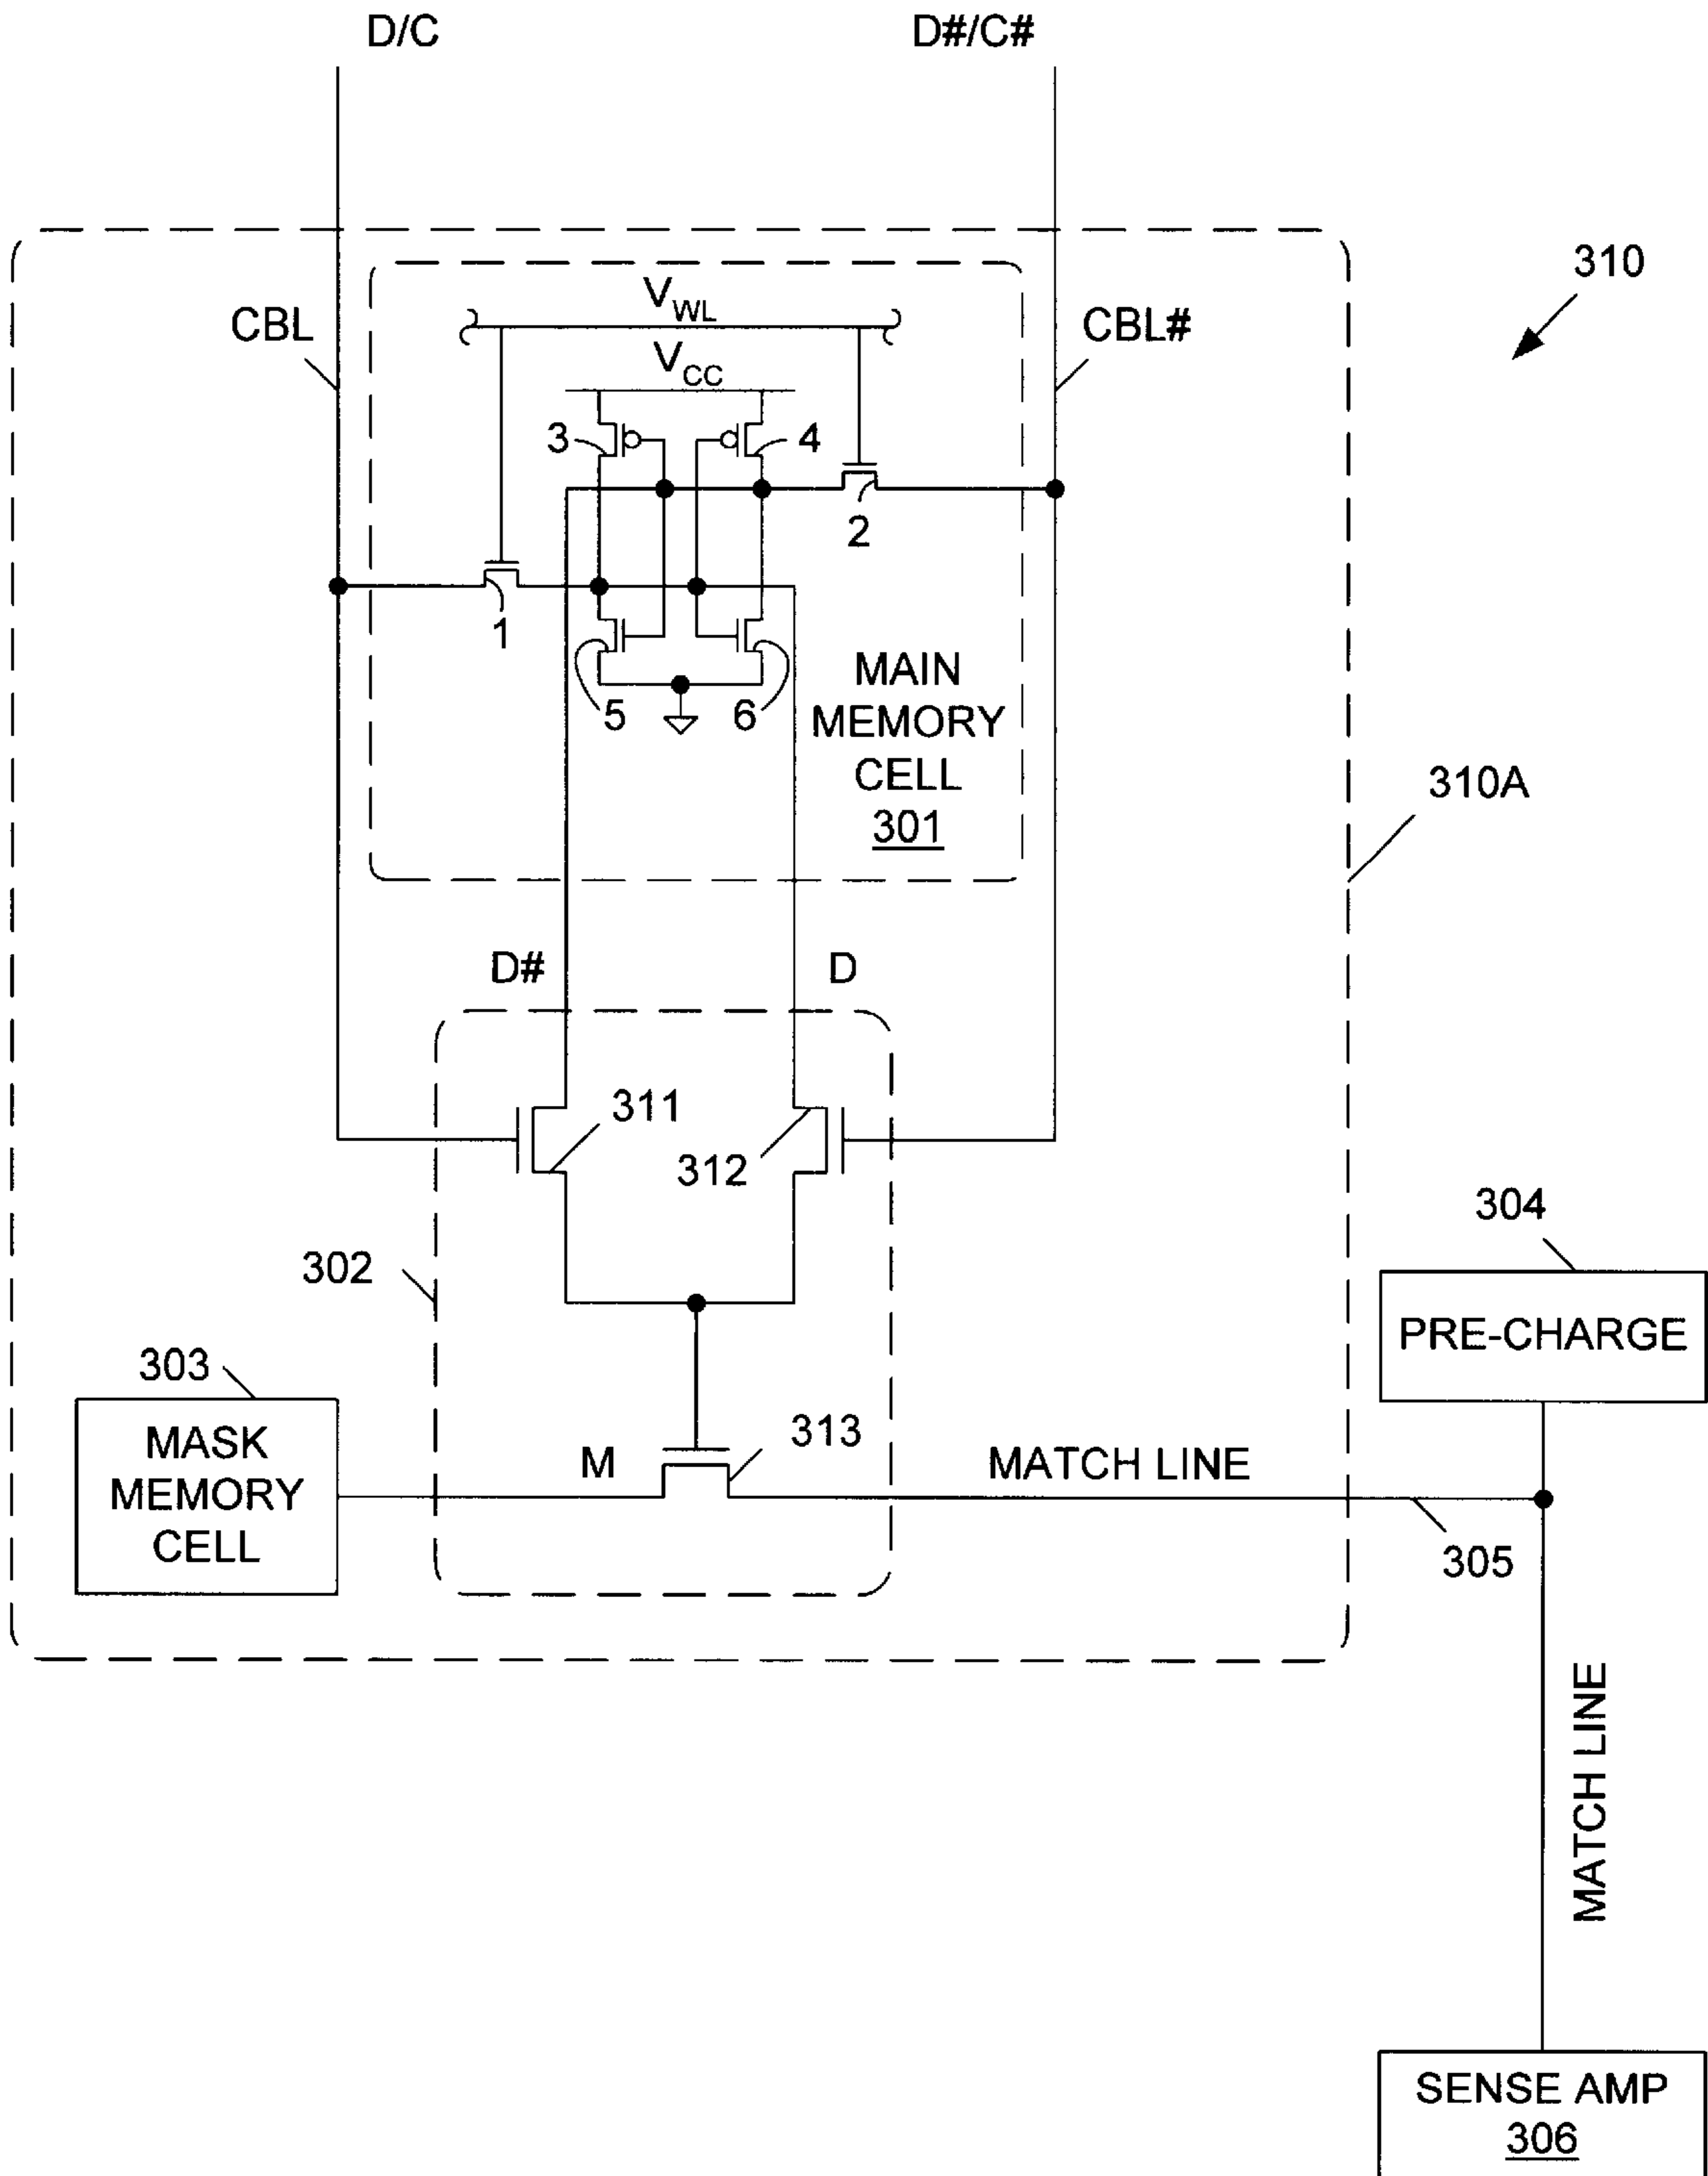 D/C
D#/C#
310
CBL
V_WL
CBL#
V_CC
3
4
2
1
5
6
MAIN
MEMORY
CELL
301
310A
D#
D
311
312
302
304
PRE-CHARGE
303
MASK
MEMORY
CELL
M
313
MATCH LINE
305
MATCH LINE
SENSE AMP
306